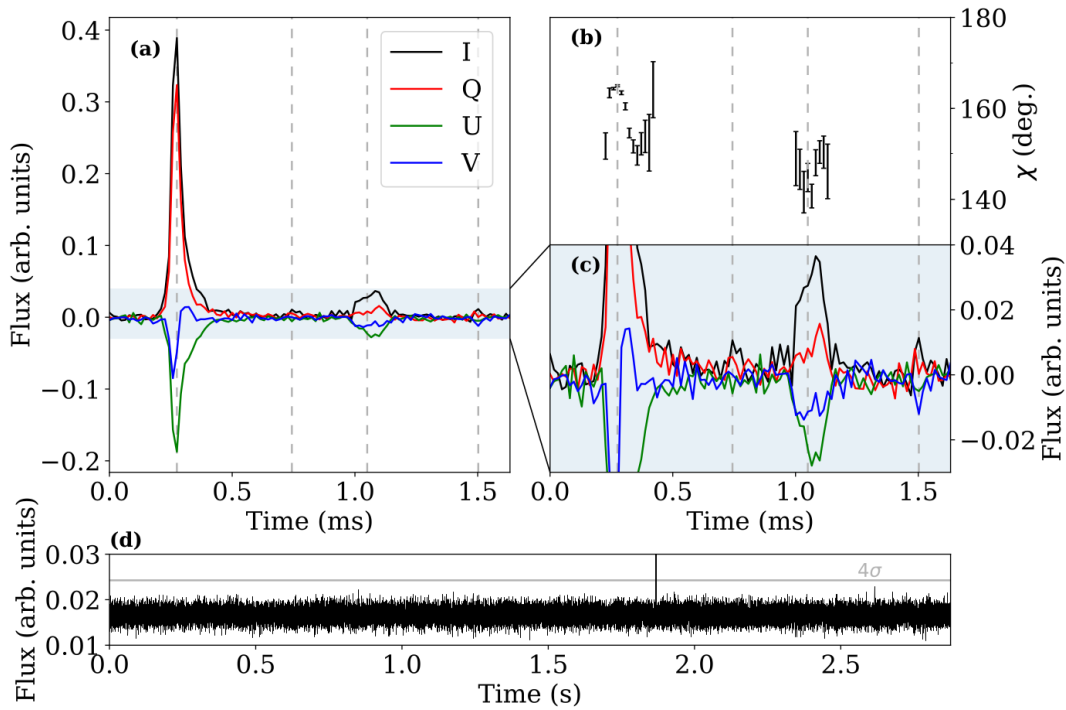 (a)
I
Q
U
V
0.4
0.3
0.2
0.1
0.0
−0.1
−0.2
Flux (arb. units)
0.0
0.5
1.0
1.5
Time (ms)
(b)
180
160
140
χ (deg.)
(c)
0.04
0.02
0.00
−0.02
Flux (arb. units)
0.0
0.5
1.0
1.5
Time (ms)
(d)
0.03
0.02
0.01
Flux (arb. units)
4σ
0.0
0.5
1.0
1.5
2.0
2.5
Time (s)